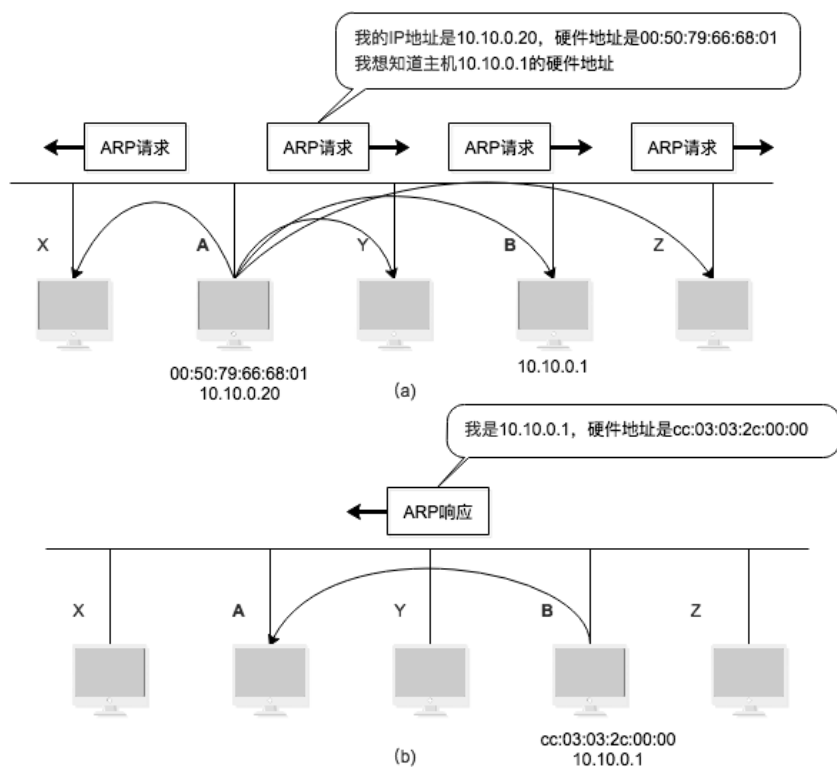 我的IP地址是10.10.0.20，硬件地址是00:50:79:66:68:01
我想知道主机10.10.0.1的硬件地址
ARP请求
ARP请求
ARP请求
ARP请求
X
A
Y
B
Z
00:50:79:66:68:01
10.10.0.20
10.10.0.1
(a)
我是10.10.0.1，硬件地址是cc:03:03:2c:00:00
ARP响应
X
A
Y
B
Z
cc:03:03:2c:00:00
10.10.0.1
(b)